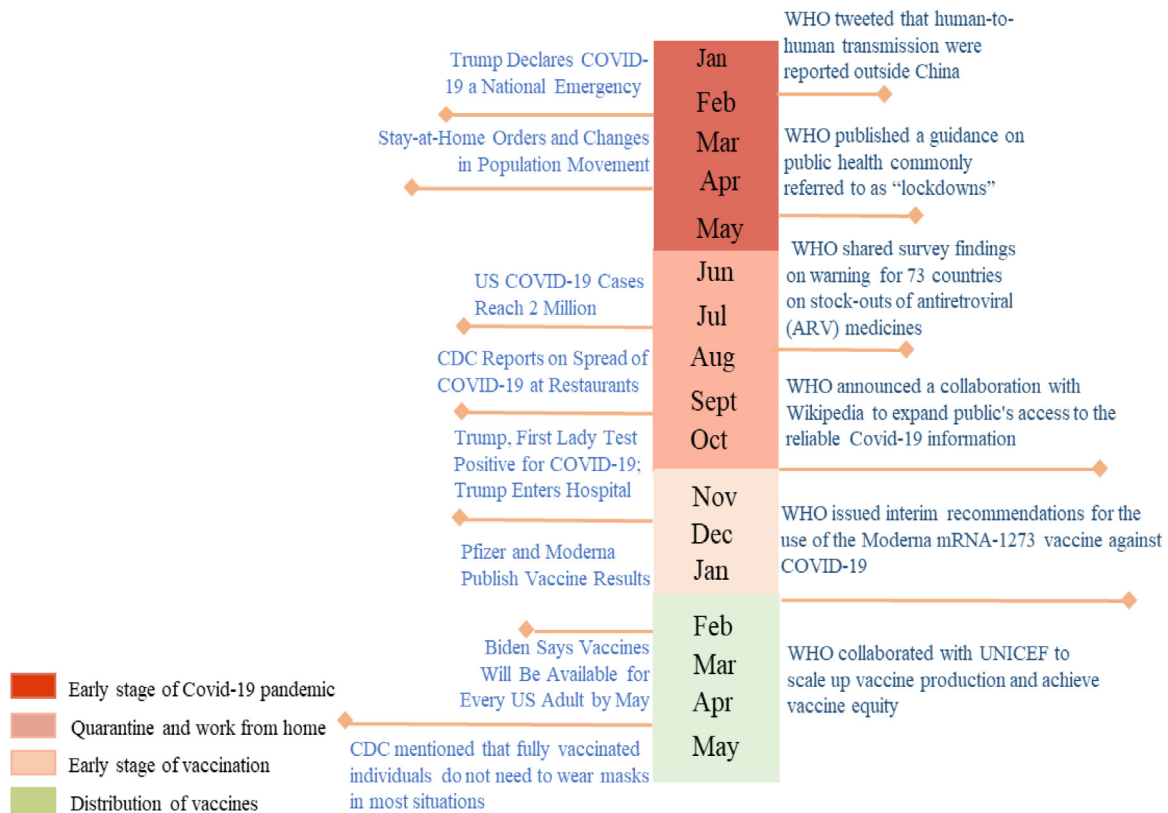 Trump Declares COVID-
19 a National Emergency
Stay-at-Home Orders and Changes
in Population Movement
US COVID-19 Cases
Reach 2 Million
CDC Reports on Spread of
COVID-19 at Restaurants
Trump, First Lady Test
Positive for COVID-19;
Trump Enters Hospital
Pfizer and Moderna
Publish Vaccine Results
Biden Says Vaccines
Will Be Available for
Every US Adult by May
CDC mentioned that fully vaccinated
individuals do not need to wear masks
in most situations
Jan
Feb
Mar
Apr
May
Jun
Jul
Aug
Sept
Oct
Nov
Dec
Jan
Feb
Mar
Apr
May
WHO tweeted that human-to-
human transmission were
reported outside China
WHO published a guidance on
public health commonly
referred to as “lockdowns”
WHO shared survey findings
on warning for 73 countries
on stock-outs of antiretroviral
(ARV) medicines
WHO announced a collaboration with
Wikipedia to expand public's access to the
reliable Covid-19 information
WHO issued interim recommendations for the
use of the Moderna mRNA-1273 vaccine against
COVID-19
WHO collaborated with UNICEF to
scale up vaccine production and achieve
vaccine equity
Early stage of Covid-19 pandemic
Quarantine and work from home
Early stage of vaccination
Distribution of vaccines